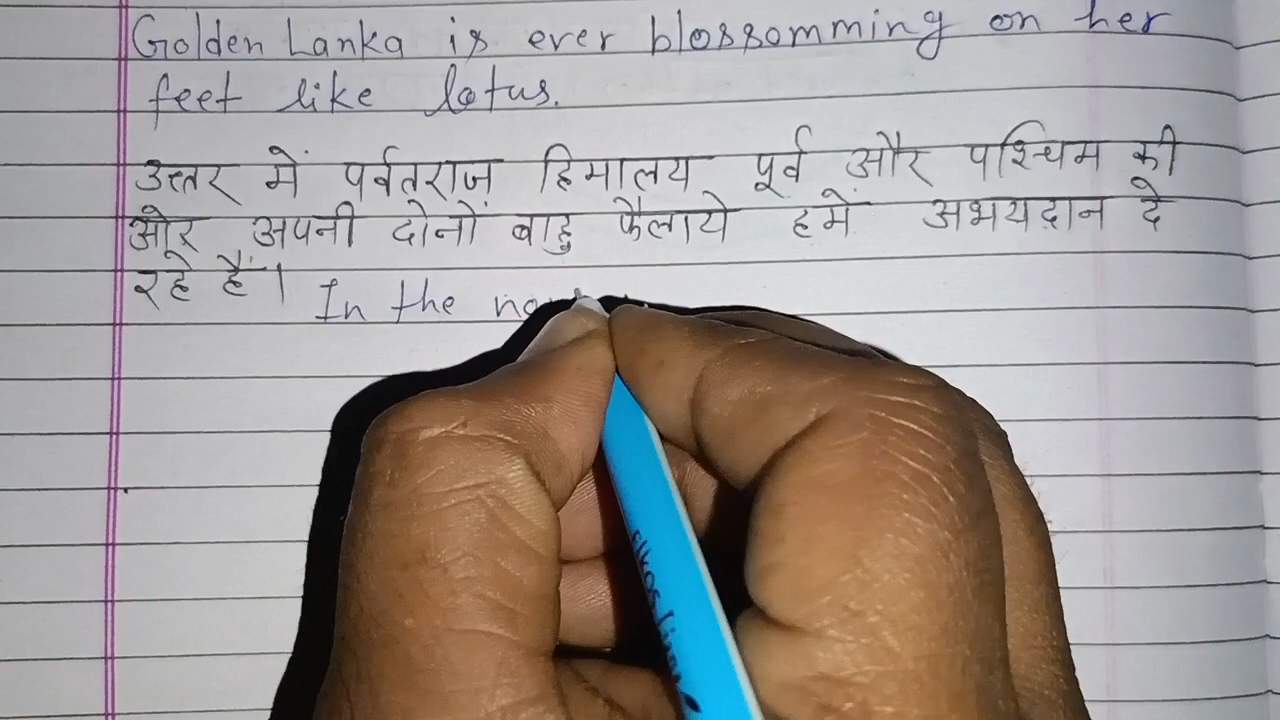 Golden Lanka is ever blossomming on her
feet like lotus.
उत्तर में पर्वतराज हिमालय पूर्व और पश्चिम की
ओर अपनी दोनों बाहु फैलाये हमें अभयदान दे
रहे हैं। In the